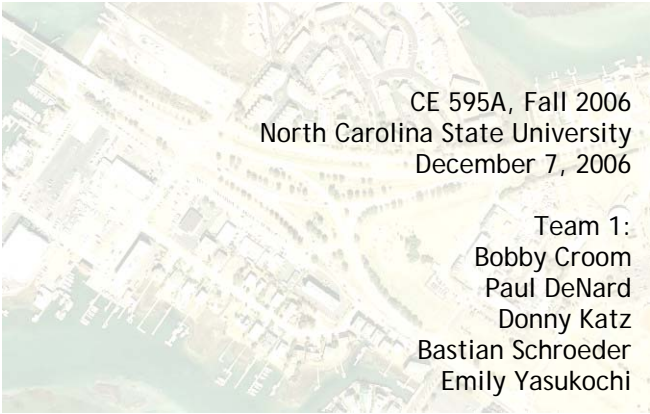 CE 595A, Fall 2006
North Carolina State University
December 7, 2006
Team 1:
Bobby Croom
Paul DeNard
Donny Katz
Bastian Schroeder
Emily Yasukochi